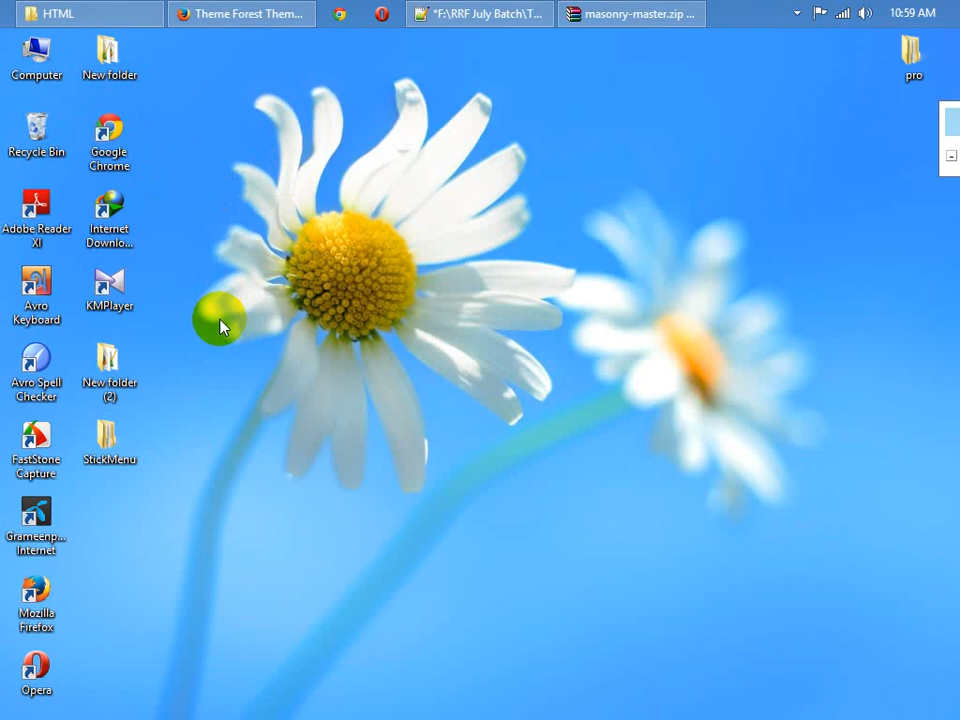 HTML
Theme Forest Them...
*F:\RRF July Batch\T...
masonry-master.zip ...
10:59 AM
Computer
New folder
pro
Recycle Bin
Google
Chrome
Adobe Reader
XI
Internet
Downlo...
Avro
Keyboard
KMPlayer
Avro Spell
Checker
New folder
(2)
FastStone
Capture
StickMenu
Grameenp...
Internet
Mozilla
Firefox
Opera